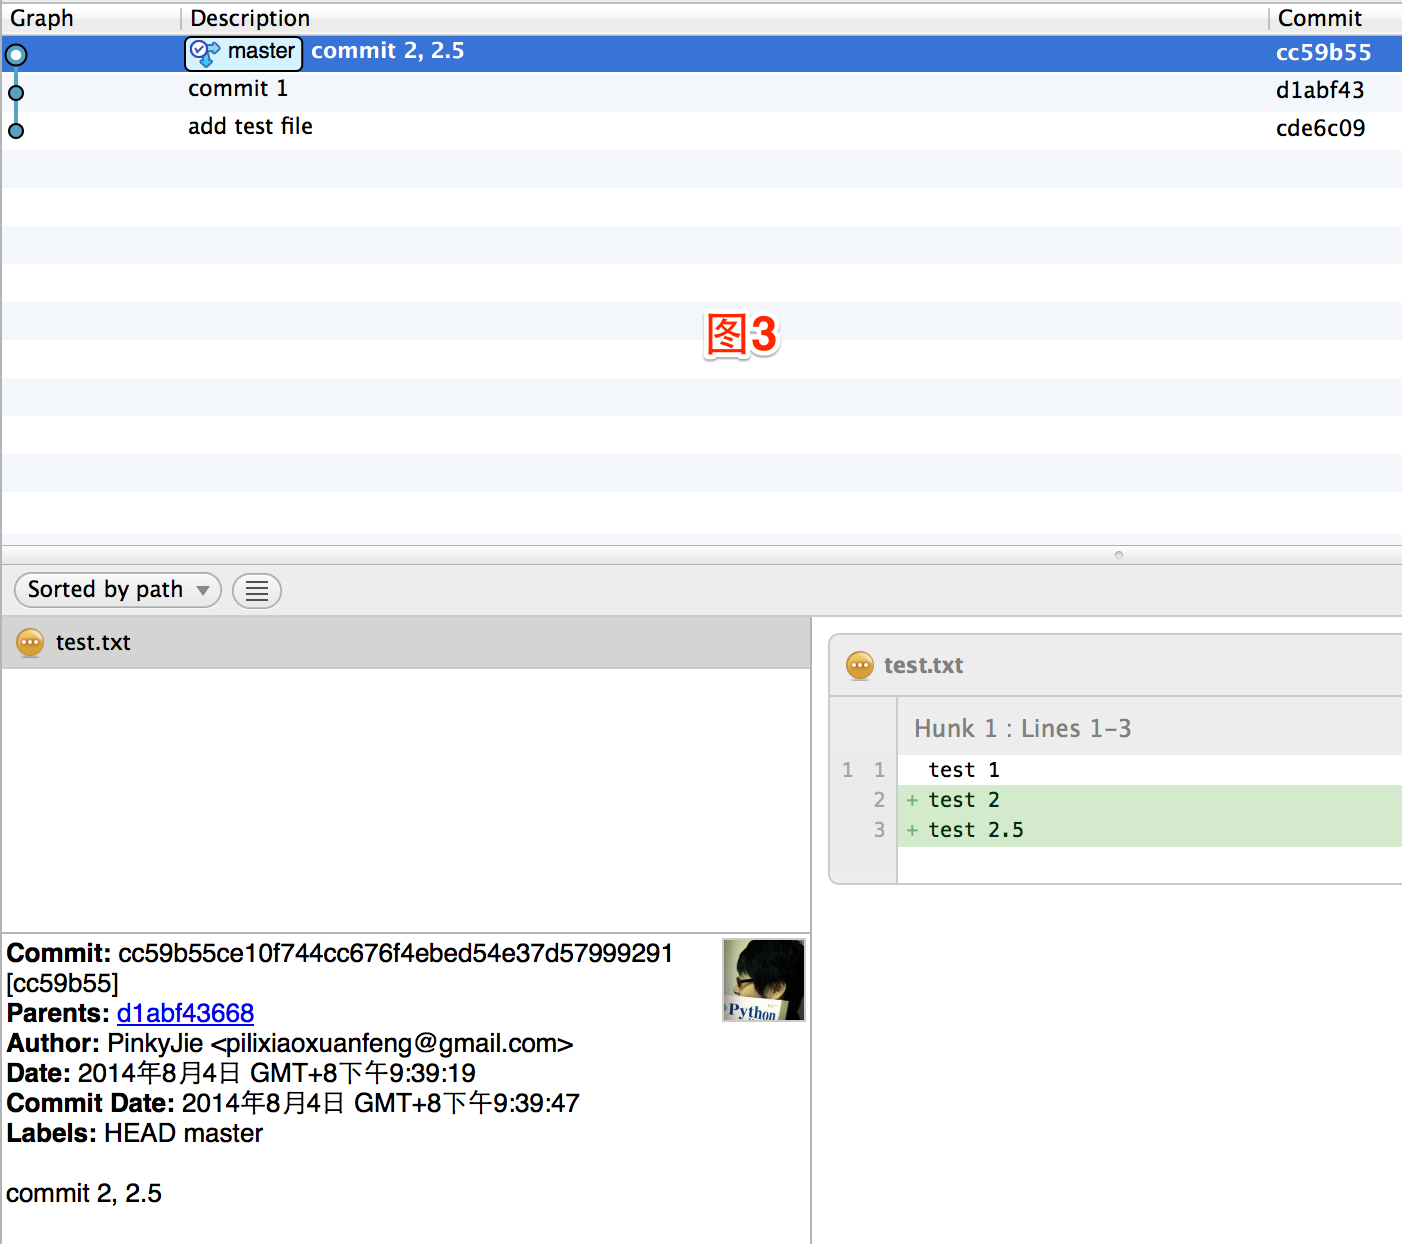 Graph Description Commit
master commit 2, 2.5 cc59b55
commit 1 d1abf43
add test file cde6c09
图3
Sorted by path
test.txt
test.txt
Hunk 1 : Lines 1-3
1 1 test 1
2 + test 2
3 + test 2.5
Commit: cc59b55ce10f744cc676f4ebed54e37d57999291
[cc59b55]
Parents: d1abf43668
Author: PinkyJie <pilixiaoxuanfeng@gmail.com>
Date: 2014年8月4日 GMT+8下午9:39:19
Commit Date: 2014年8月4日 GMT+8下午9:39:47
Labels: HEAD master
commit 2, 2.5
Python